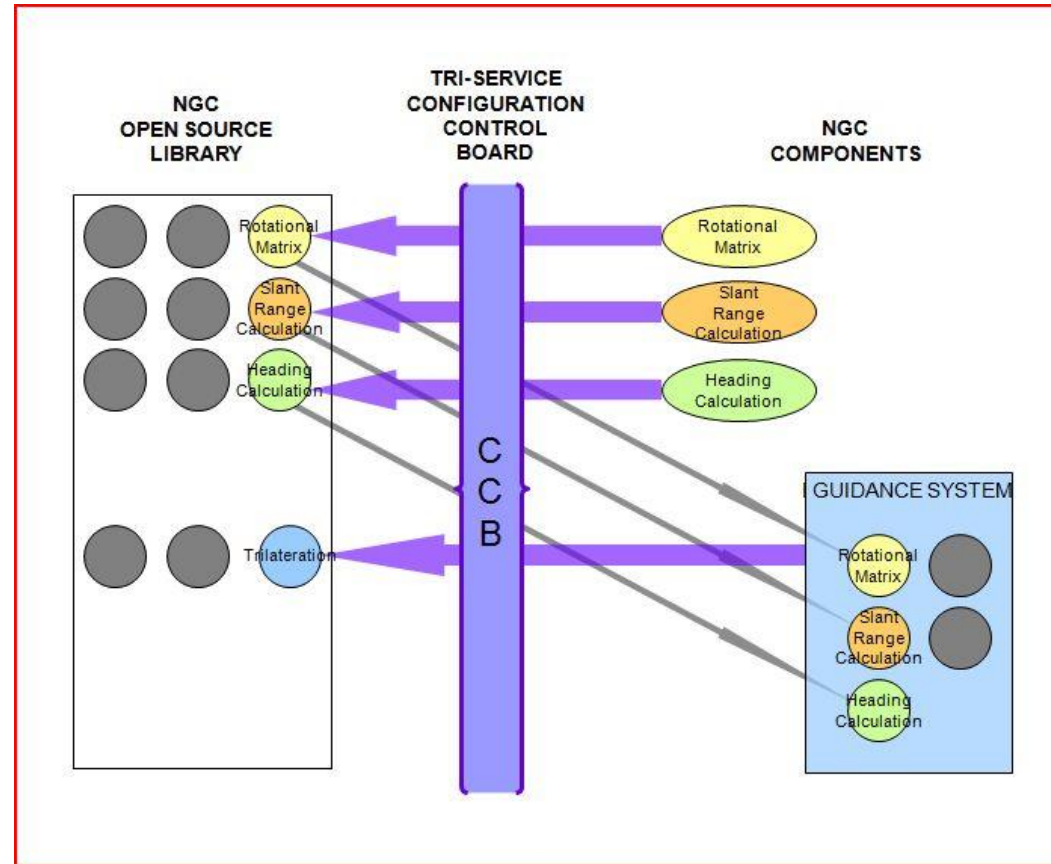 NGC
OPEN SOURCE
LIBRARY
TRI-SERVICE
CONFIGURATION
CONTROL
BOARD
NGC
COMPONENTS
Rotational
Matrix
Slant
Range
Calculation
Heading
Calculation
Trilateration
C
C
B
Rotational
Matrix
Slant
Range
Calculation
Heading
Calculation
GUIDANCE SYSTEM
Rotational
Matrix
Slant
Range
Calculation
Heading
Calculation